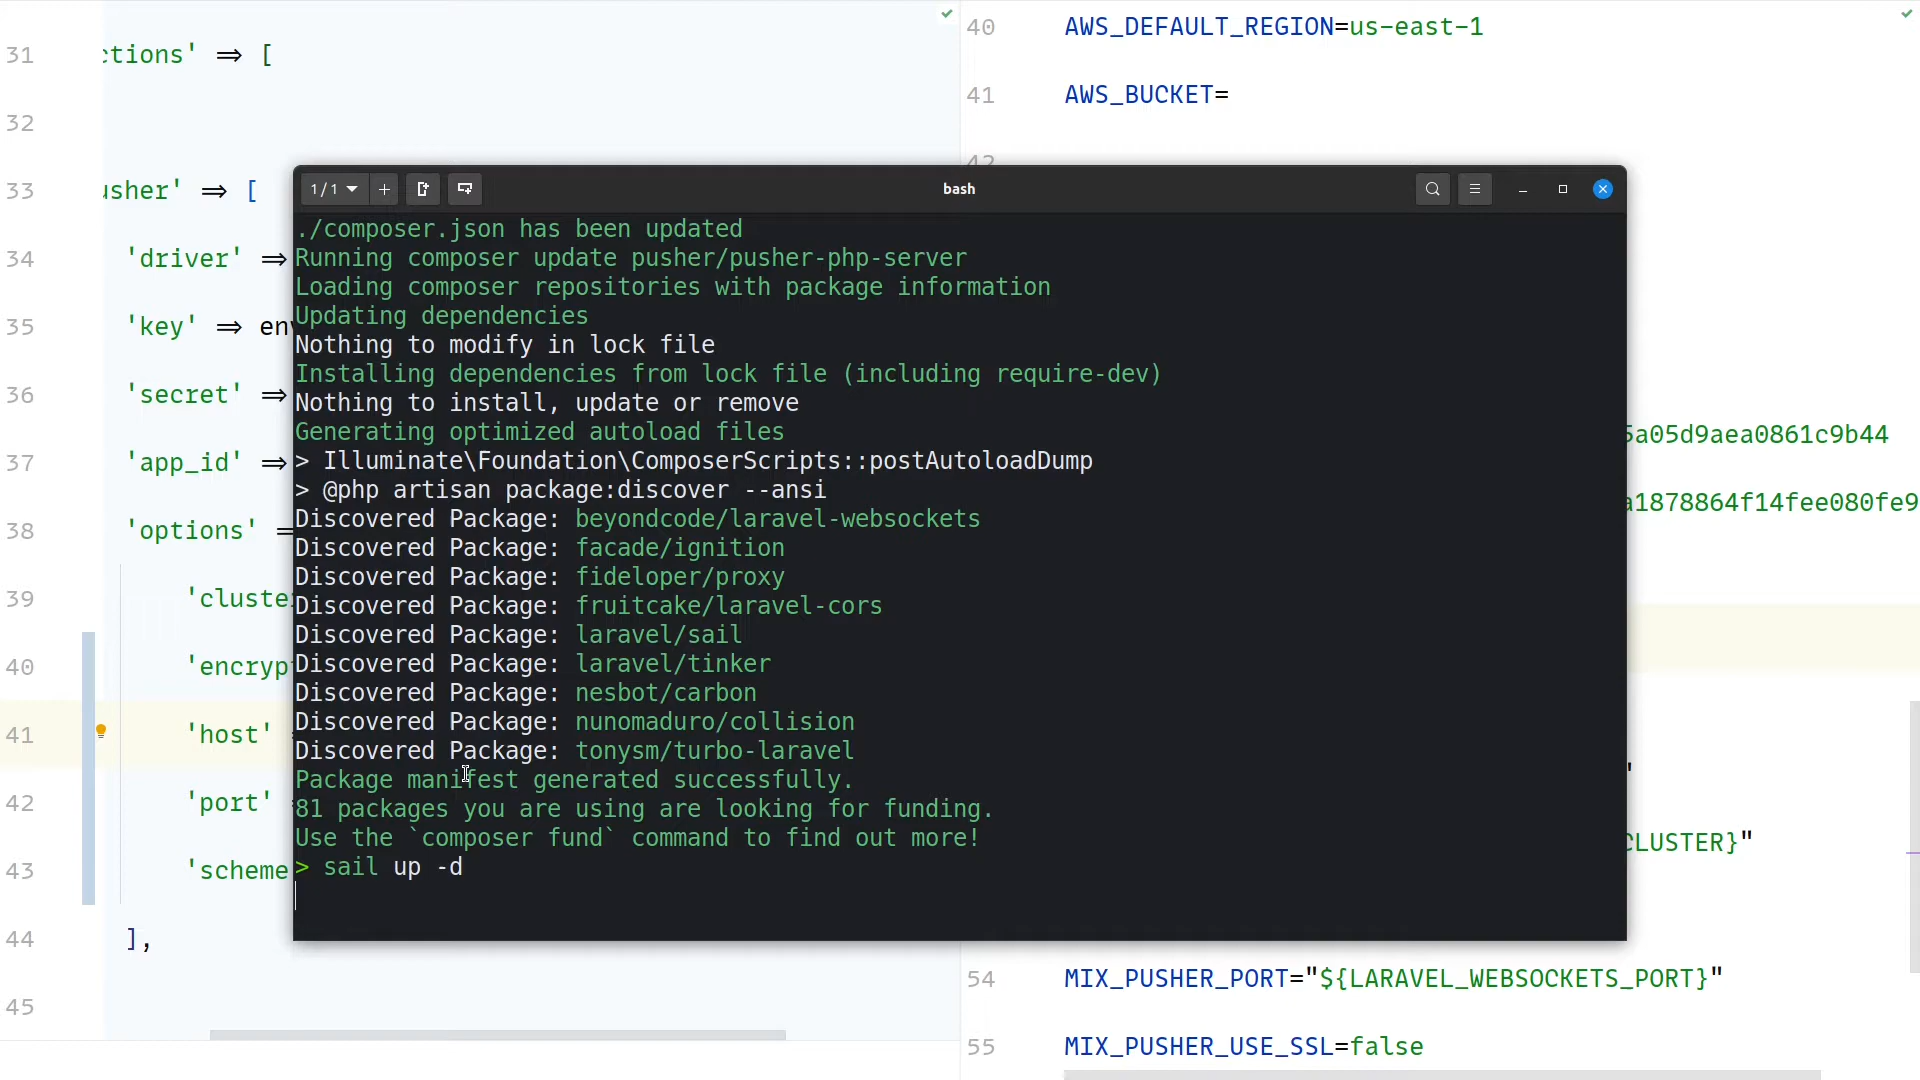 31 ctions' => [
32
33 usher' => [
34 'driver' =>
35 'key' => env
36 'secret' =>
37 'app_id' =>
38 'options' =
39 'cluste
40 'encryp
41 'host'
42 'port'
43 'scheme
44 ],
45
40 AWS_DEFAULT_REGION=us-east-1
41 AWS_BUCKET=
42
1/1
bash
./composer.json has been updated
Running composer update pusher/pusher-php-server
Loading composer repositories with package information
Updating dependencies
Nothing to modify in lock file
Installing dependencies from lock file (including require-dev)
Nothing to install, update or remove
Generating optimized autoload files
> Illuminate\Foundation\ComposerScripts::postAutoloadDump
> @php artisan package:discover --ansi
Discovered Package: beyondcode/laravel-websockets
Discovered Package: facade/ignition
Discovered Package: fideloper/proxy
Discovered Package: fruitcake/laravel-cors
Discovered Package: laravel/sail
Discovered Package: laravel/tinker
Discovered Package: nesbot/carbon
Discovered Package: nunomaduro/collision
Discovered Package: tonysm/turbo-laravel
Package manifest generated successfully.
81 packages you are using are looking for funding.
Use the `composer fund` command to find out more!
> sail up -d
5a05d9aea0861c9b44
a1878864f14fee080fe9
"
CLUSTER}"
54 MIX_PUSHER_PORT="${LARAVEL_WEBSOCKETS_PORT}"
55 MIX_PUSHER_USE_SSL=false